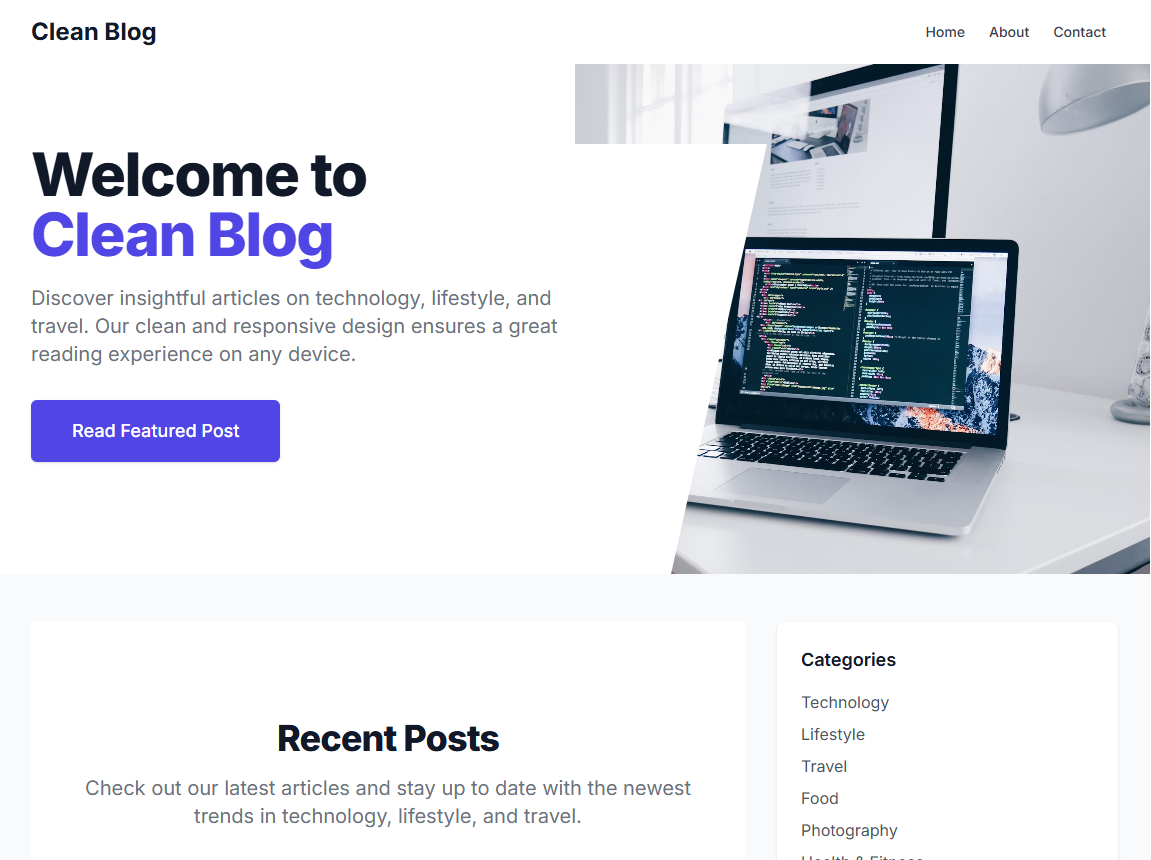 Clean Blog
Home About Contact
Welcome to
Clean Blog
Discover insightful articles on technology, lifestyle, and
travel. Our clean and responsive design ensures a great
reading experience on any device.
Read Featured Post
Recent Posts
Check out our latest articles and stay up to date with the newest
trends in technology, lifestyle, and travel.
Categories
Technology
Lifestyle
Travel
Food
Photography
Health & Fitness